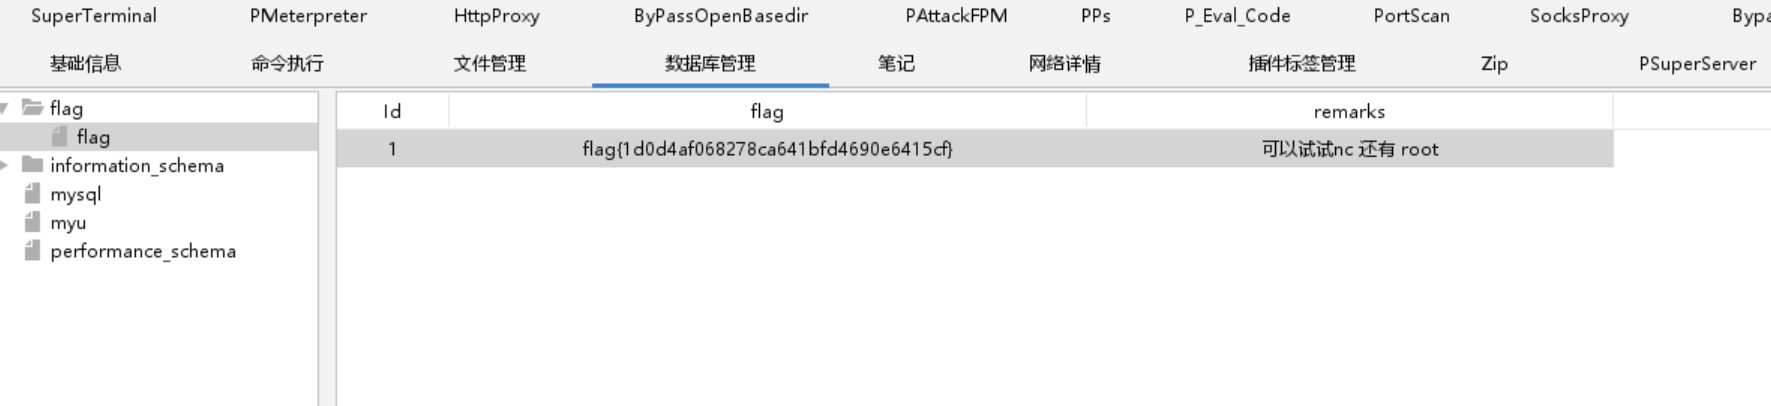 SuperTerminal PMeterpreter HttpProxy ByPassOpenBasedir PAttackFPM PPs P_Eval_Code PortScan SocksProxy Bypa
基础信息 命令执行 文件管理 数据库管理 笔记 网络详情 插件标签管理 Zip PSuperServer
flag
flag
information_schema
mysql
myu
performance_schema
Id flag remarks
1 flag{1d0d4af068278ca641bfd4690e6415cf} 可以试试nc 还有 root